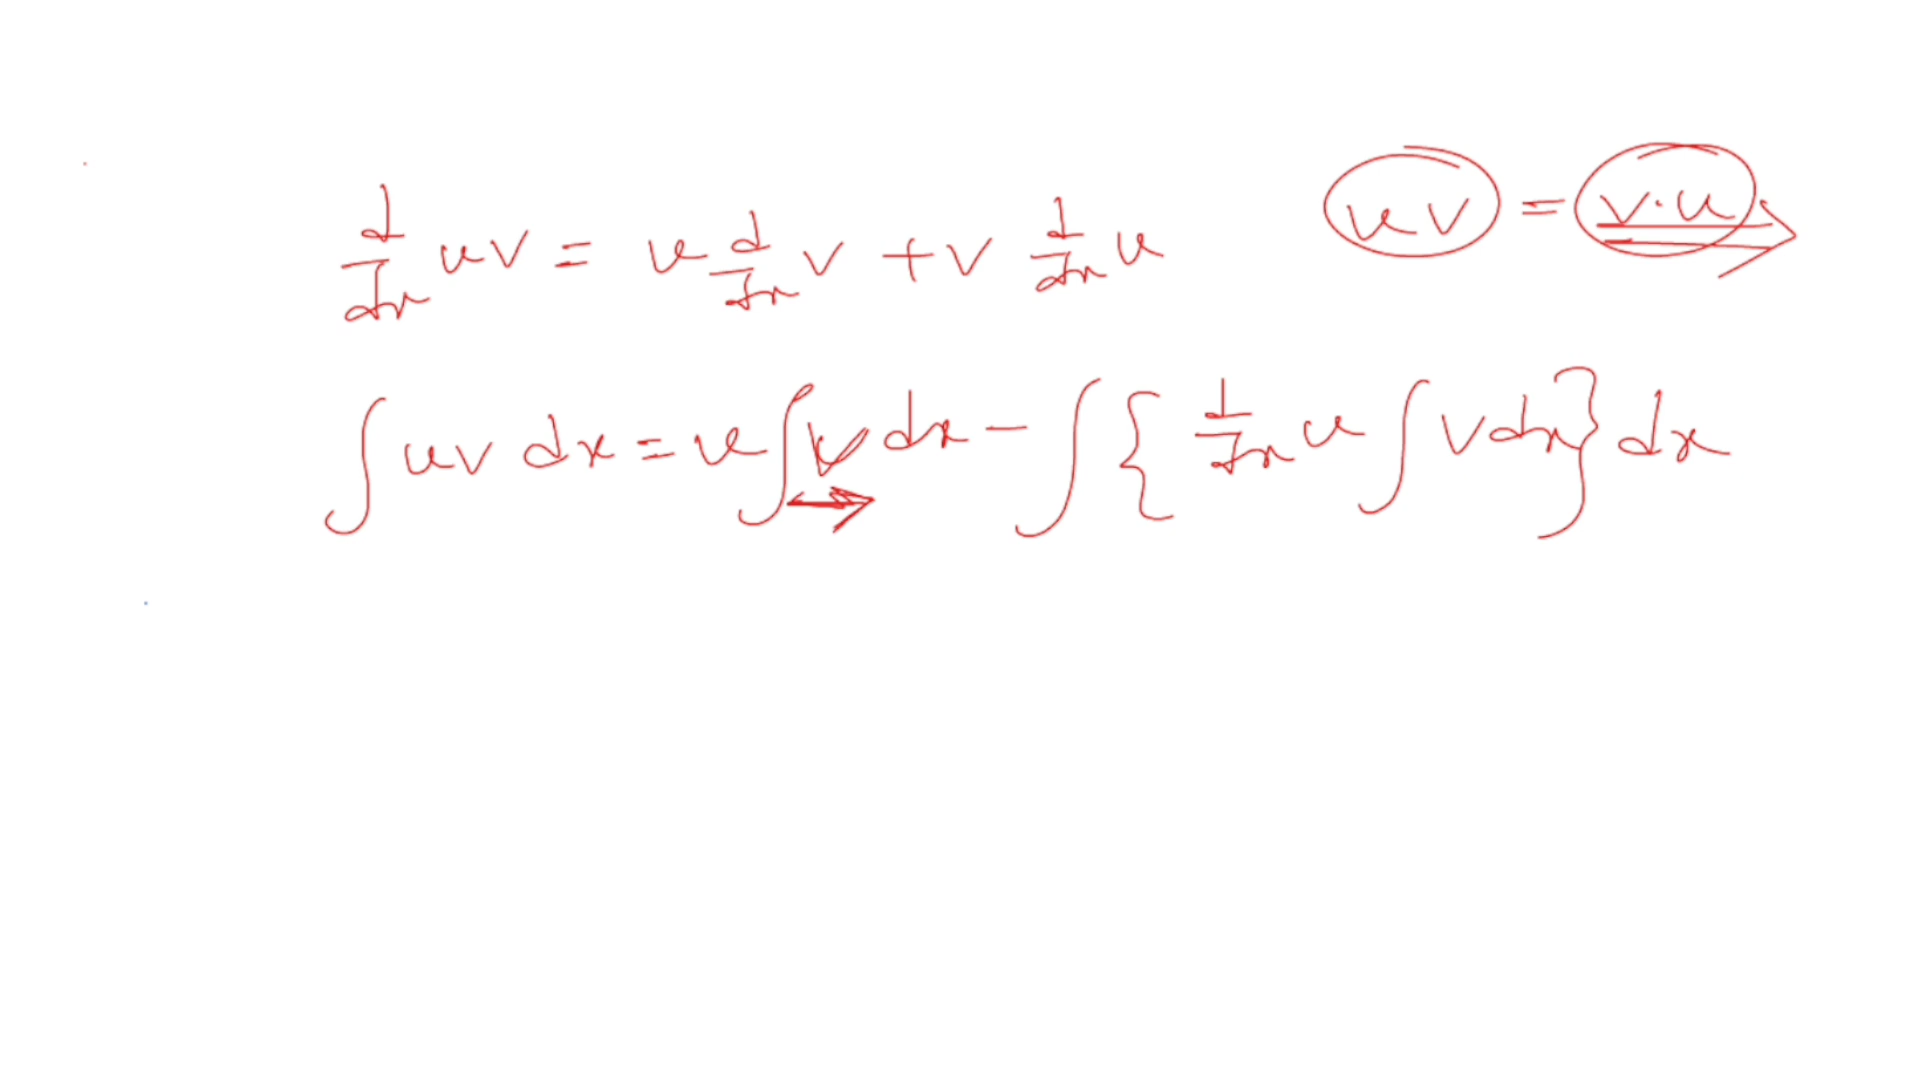 d/dx uv = u d/dx v + v d/dx u
uv = v·u
∫ uv dx = u ∫ v dx − ∫ { d/dx u ∫ v dx } dx